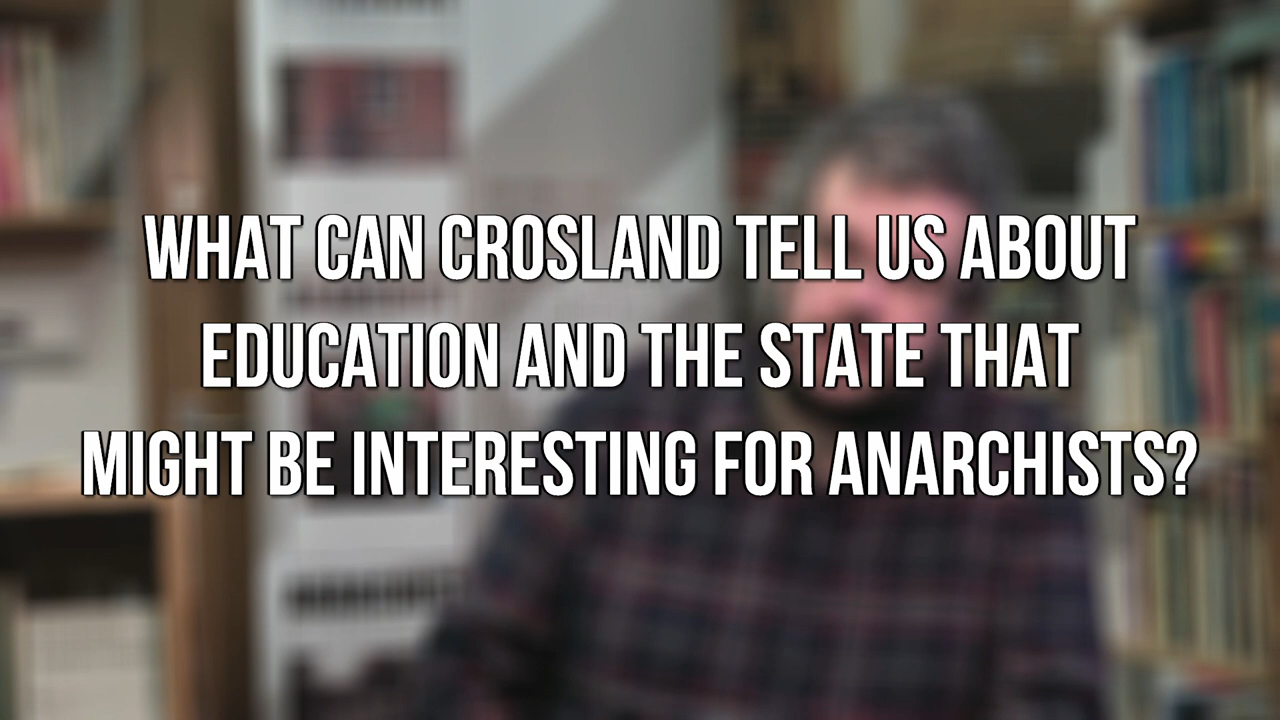 WHAT CAN CROSLAND TELL US ABOUT
EDUCATION AND THE STATE THAT
MIGHT BE INTERESTING FOR ANARCHISTS?